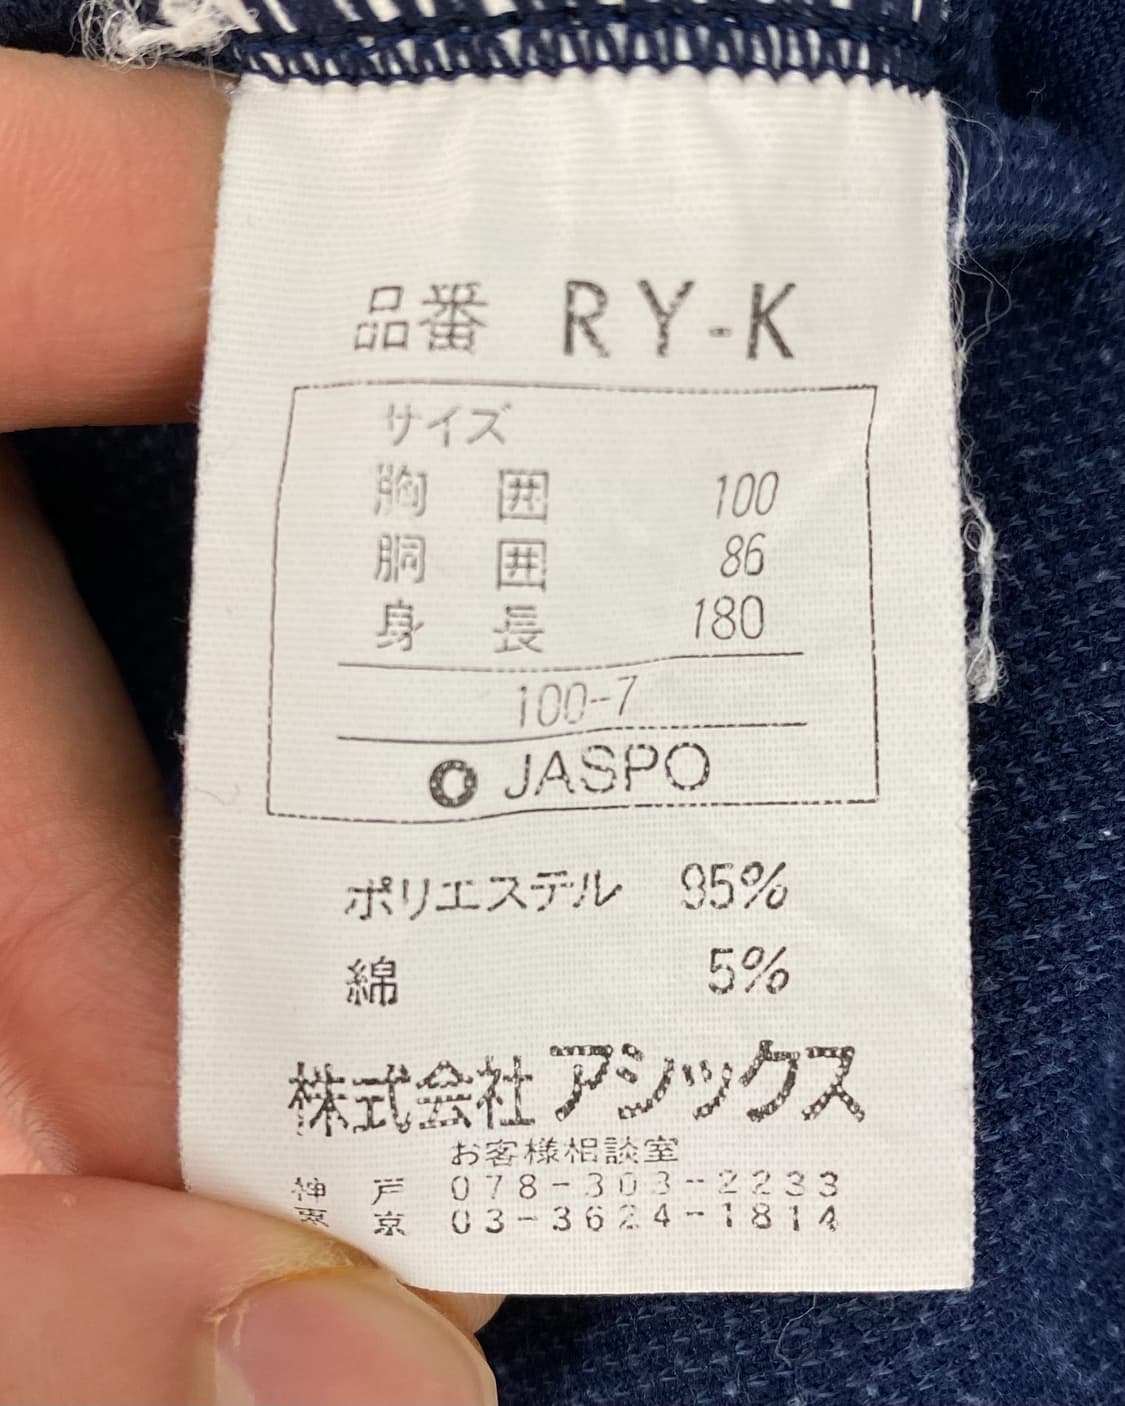 品番 RY-K
サイズ
胸囲 100
胴囲 86
身長 180
100-7
JASPO
ポリエステル 95%
綿 5%
株式会社アシックス
お客様相談室
神戸 078-303-2233
東京 03-3624-1814